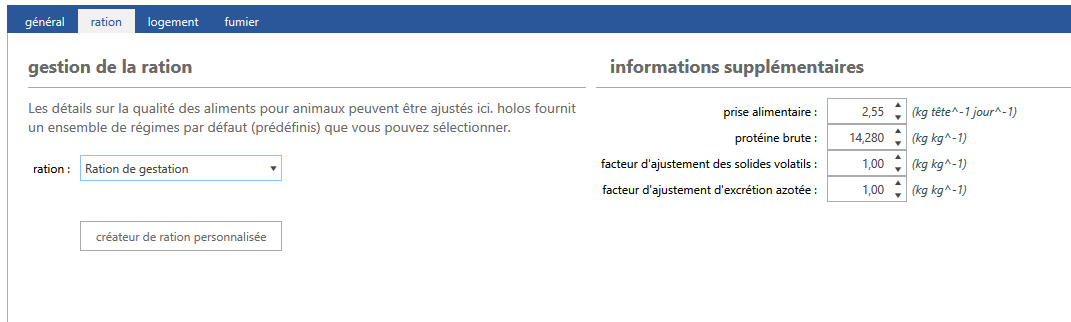 général ration logement fumier
gestion de la ration
Les détails sur la qualité des aliments pour animaux peuvent être ajustés ici. holos fournit
un ensemble de régimes par défaut (prédéfinis) que vous pouvez sélectionner.
ration : Ration de gestation
créateur de ration personnalisée
informations supplémentaires
prise alimentaire : 2,55 (kg tête^-1 jour^-1)
protéine brute : 14,280 (kg kg^-1)
facteur d'ajustement des solides volatils : 1,00 (kg kg^-1)
facteur d'ajustement d'excrétion azotée : 1,00 (kg kg^-1)